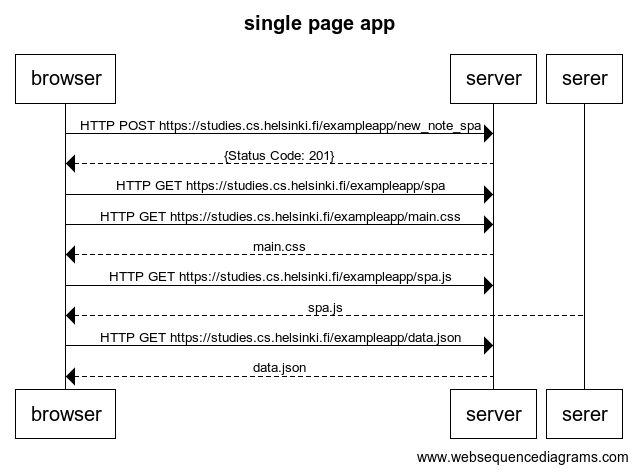 single page app
browser server serer
HTTP POST https://studies.cs.helsinki.fi/exampleapp/new_note_spa
{Status Code: 201}
HTTP GET https://studies.cs.helsinki.fi/exampleapp/spa
HTTP GET https://studies.cs.helsinki.fi/exampleapp/main.css
main.css
HTTP GET https://studies.cs.helsinki.fi/exampleapp/spa.js
spa.js
HTTP GET https://studies.cs.helsinki.fi/exampleapp/data.json
data.json
browser server serer
www.websequencediagrams.com